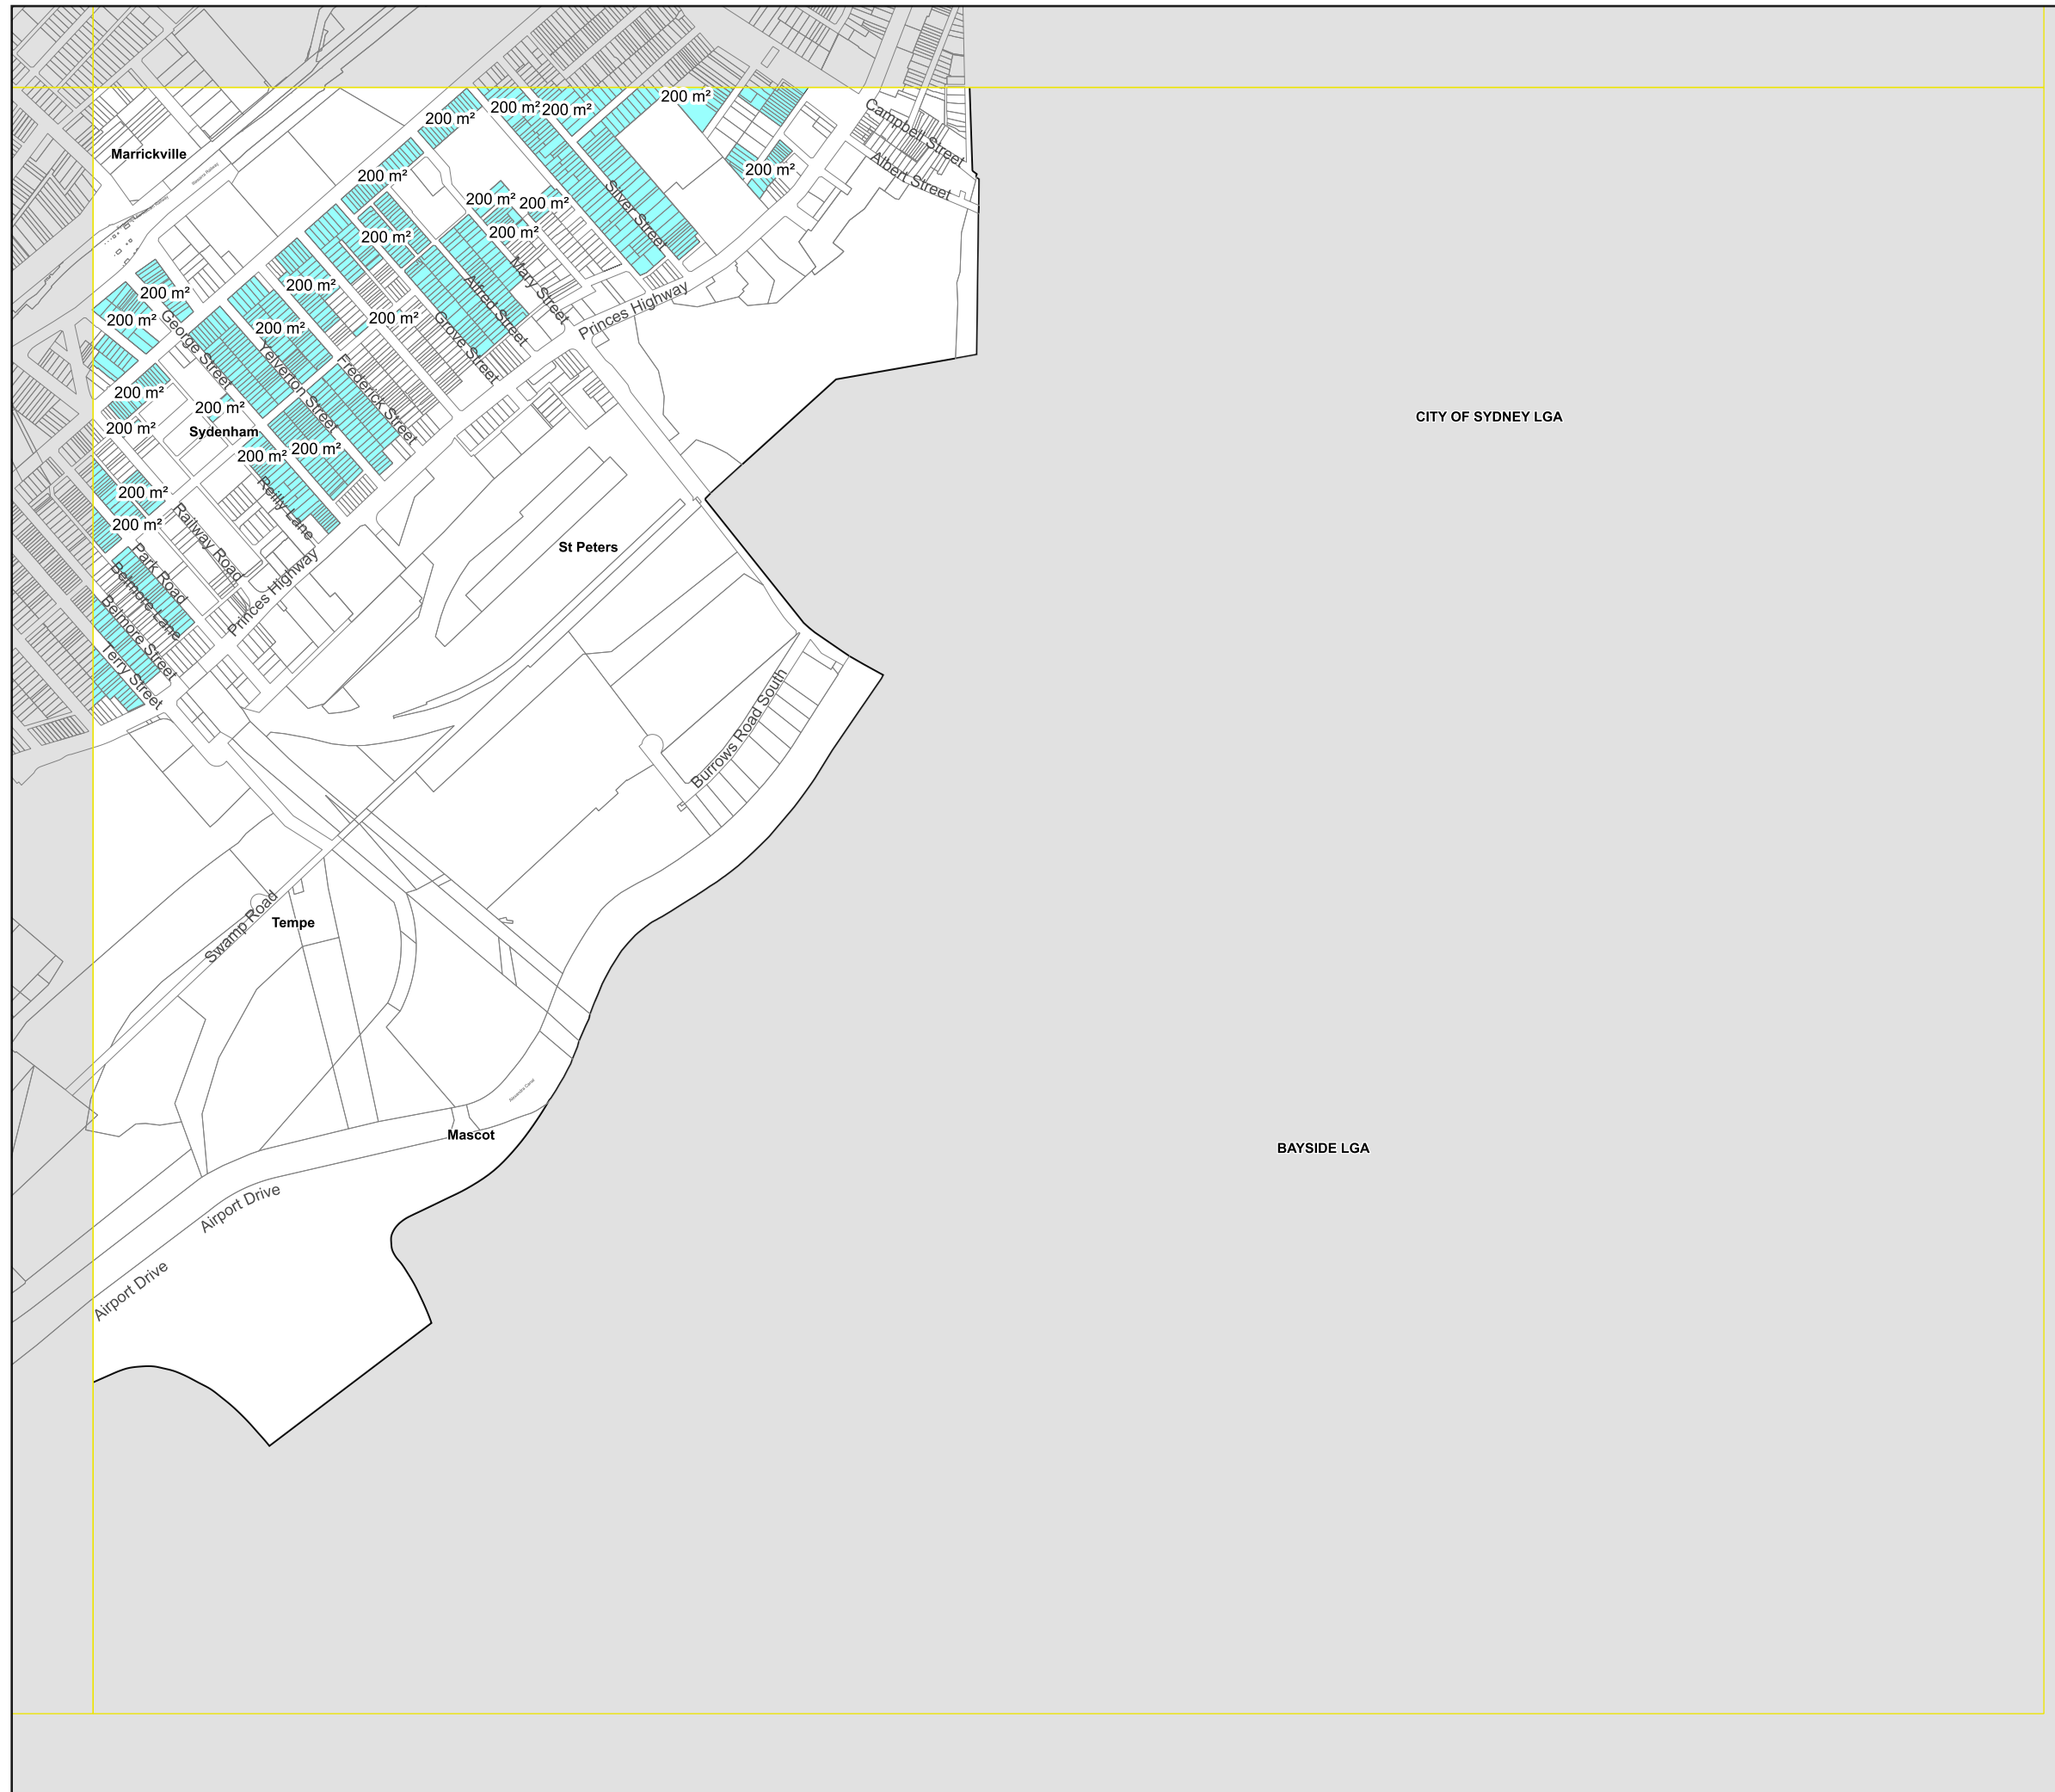 200 m²
200 m²
200 m²
200 m²
Campbell Street
Marrickville
Albert Street
200 m²
200 m²
Silver Street
200 m²
200 m²
200 m²
200 m²
Mary Street
Alfred Street
200 m²
200 m²
Princes Highway
200 m²
200 m²
George Street
200 m²
Grove Street
Yelverton Street
Frederick Street
200 m²
200 m²
CITY OF SYDNEY LGA
200 m²
Sydenham
200 m²
200 m²
Reilly Lane
200 m²
200 m²
Railway Road
St Peters
Park Road
Princes Highway
Belmore Lane
Belmore Street
Terry Street
Burrows Road South
Swamp Road
Tempe
Alexandra Canal
Mascot
BAYSIDE LGA
Airport Drive
Airport Drive